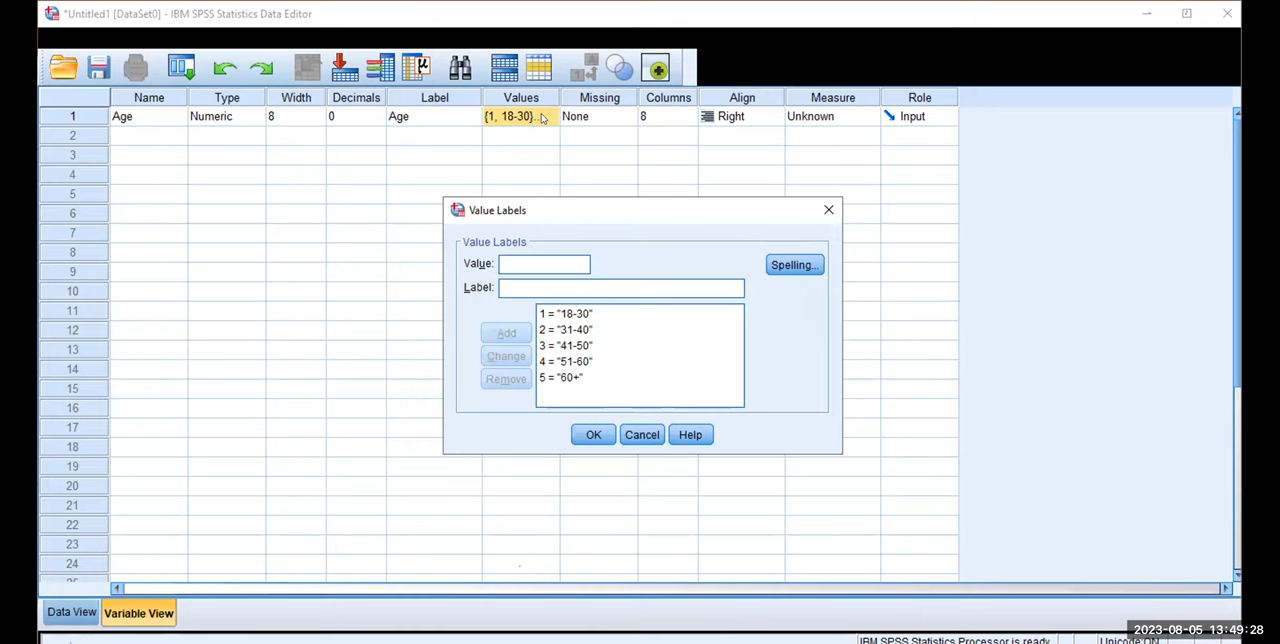 *Untitled1 [DataSet0] - IBM SPSS Statistics Data Editor
Name Type Width Decimals Label Values Missing Columns Align Measure Role
1 Age Numeric 8 0 Age {1, 18-30}... None 8 Right Unknown Input
2
3
4
5
6
7
8
9
10
11
12
13
14
15
16
17
18
19
20
21
22
23
24
Value Labels
Value Labels
Value:
Spelling...
Label:
1 = "18-30"
2 = "31-40"
3 = "41-50"
4 = "51-60"
5 = "60+"
Add
Change
Remove
OK Cancel Help
Data View Variable View
2023-08-05 13:49:28
IBM SPSS Statistics Processor is ready
Unicode:ON